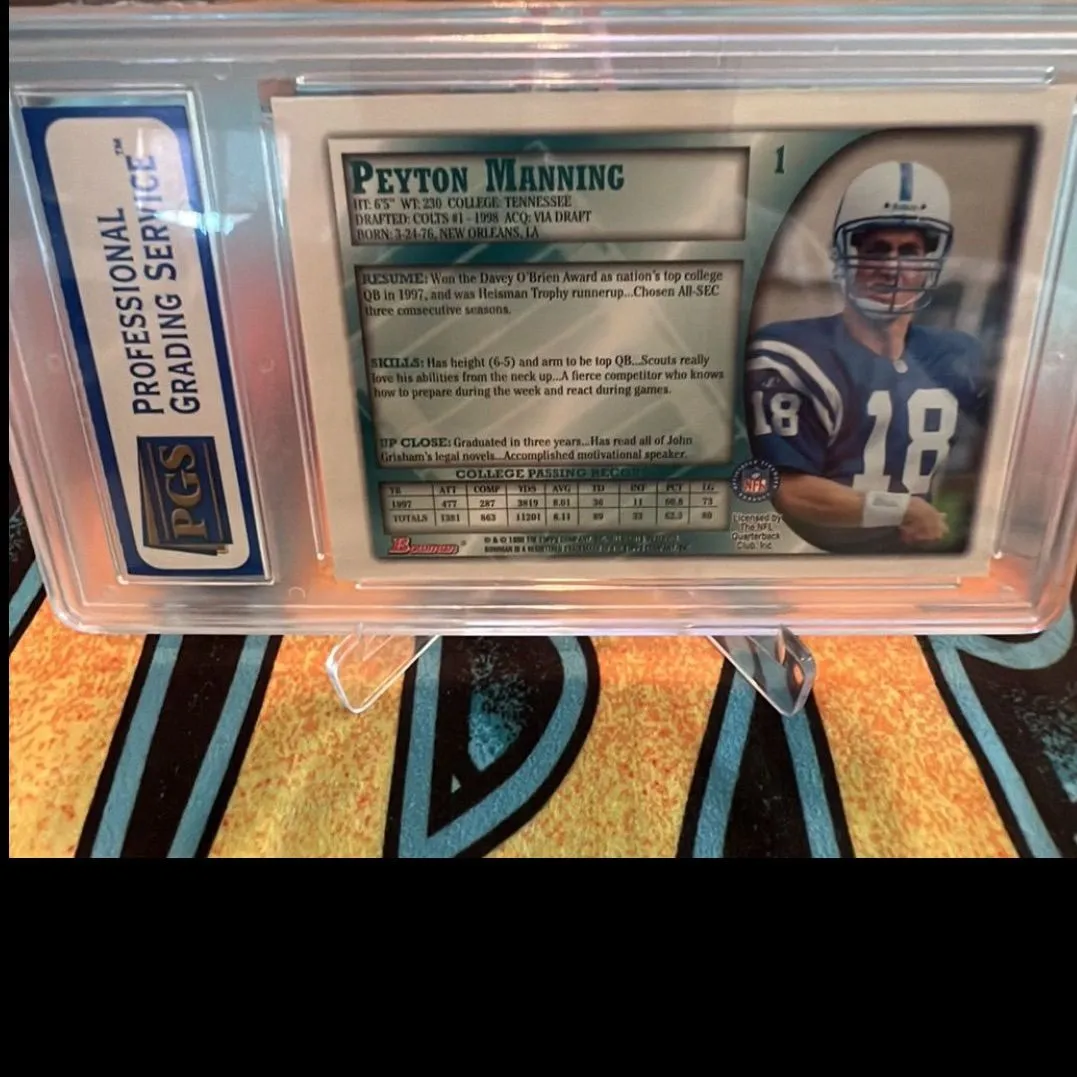 PROFESSIONAL
GRADING SERVICE™
PGS
PEYTON MANNING
1
HT: 6'5" WT: 230 COLLEGE: TENNESSEE
DRAFTED: COLTS #1 - 1998 ACQ: VIA DRAFT
BORN: 3-24-76, NEW ORLEANS, LA
RESUME: Won the Davey O'Brien Award as nation's top college
QB in 1997, and was Heisman Trophy runnerup...Chosen All-SEC
three consecutive seasons.
SKILLS: Has height (6-5) and arm to be top QB...Scouts really
love his abilities from the neck up...A fierce competitor who knows
how to prepare during the week and react during games.
UP CLOSE: Graduated in three years...Has read all of John
Grisham's legal novels...Accomplished motivational speaker.
COLLEGE PASSING RECORD
YR ATT COMP YDS AVG TD INT PCT LG
1997 477 287 3819 8.01 36 11 60.8 73
TOTALS 1381 863 11201 8.11 89 33 62.5 80
Bowman®
18
18
NFL
Licensed by
The NFL
Quarterback
Club, Inc